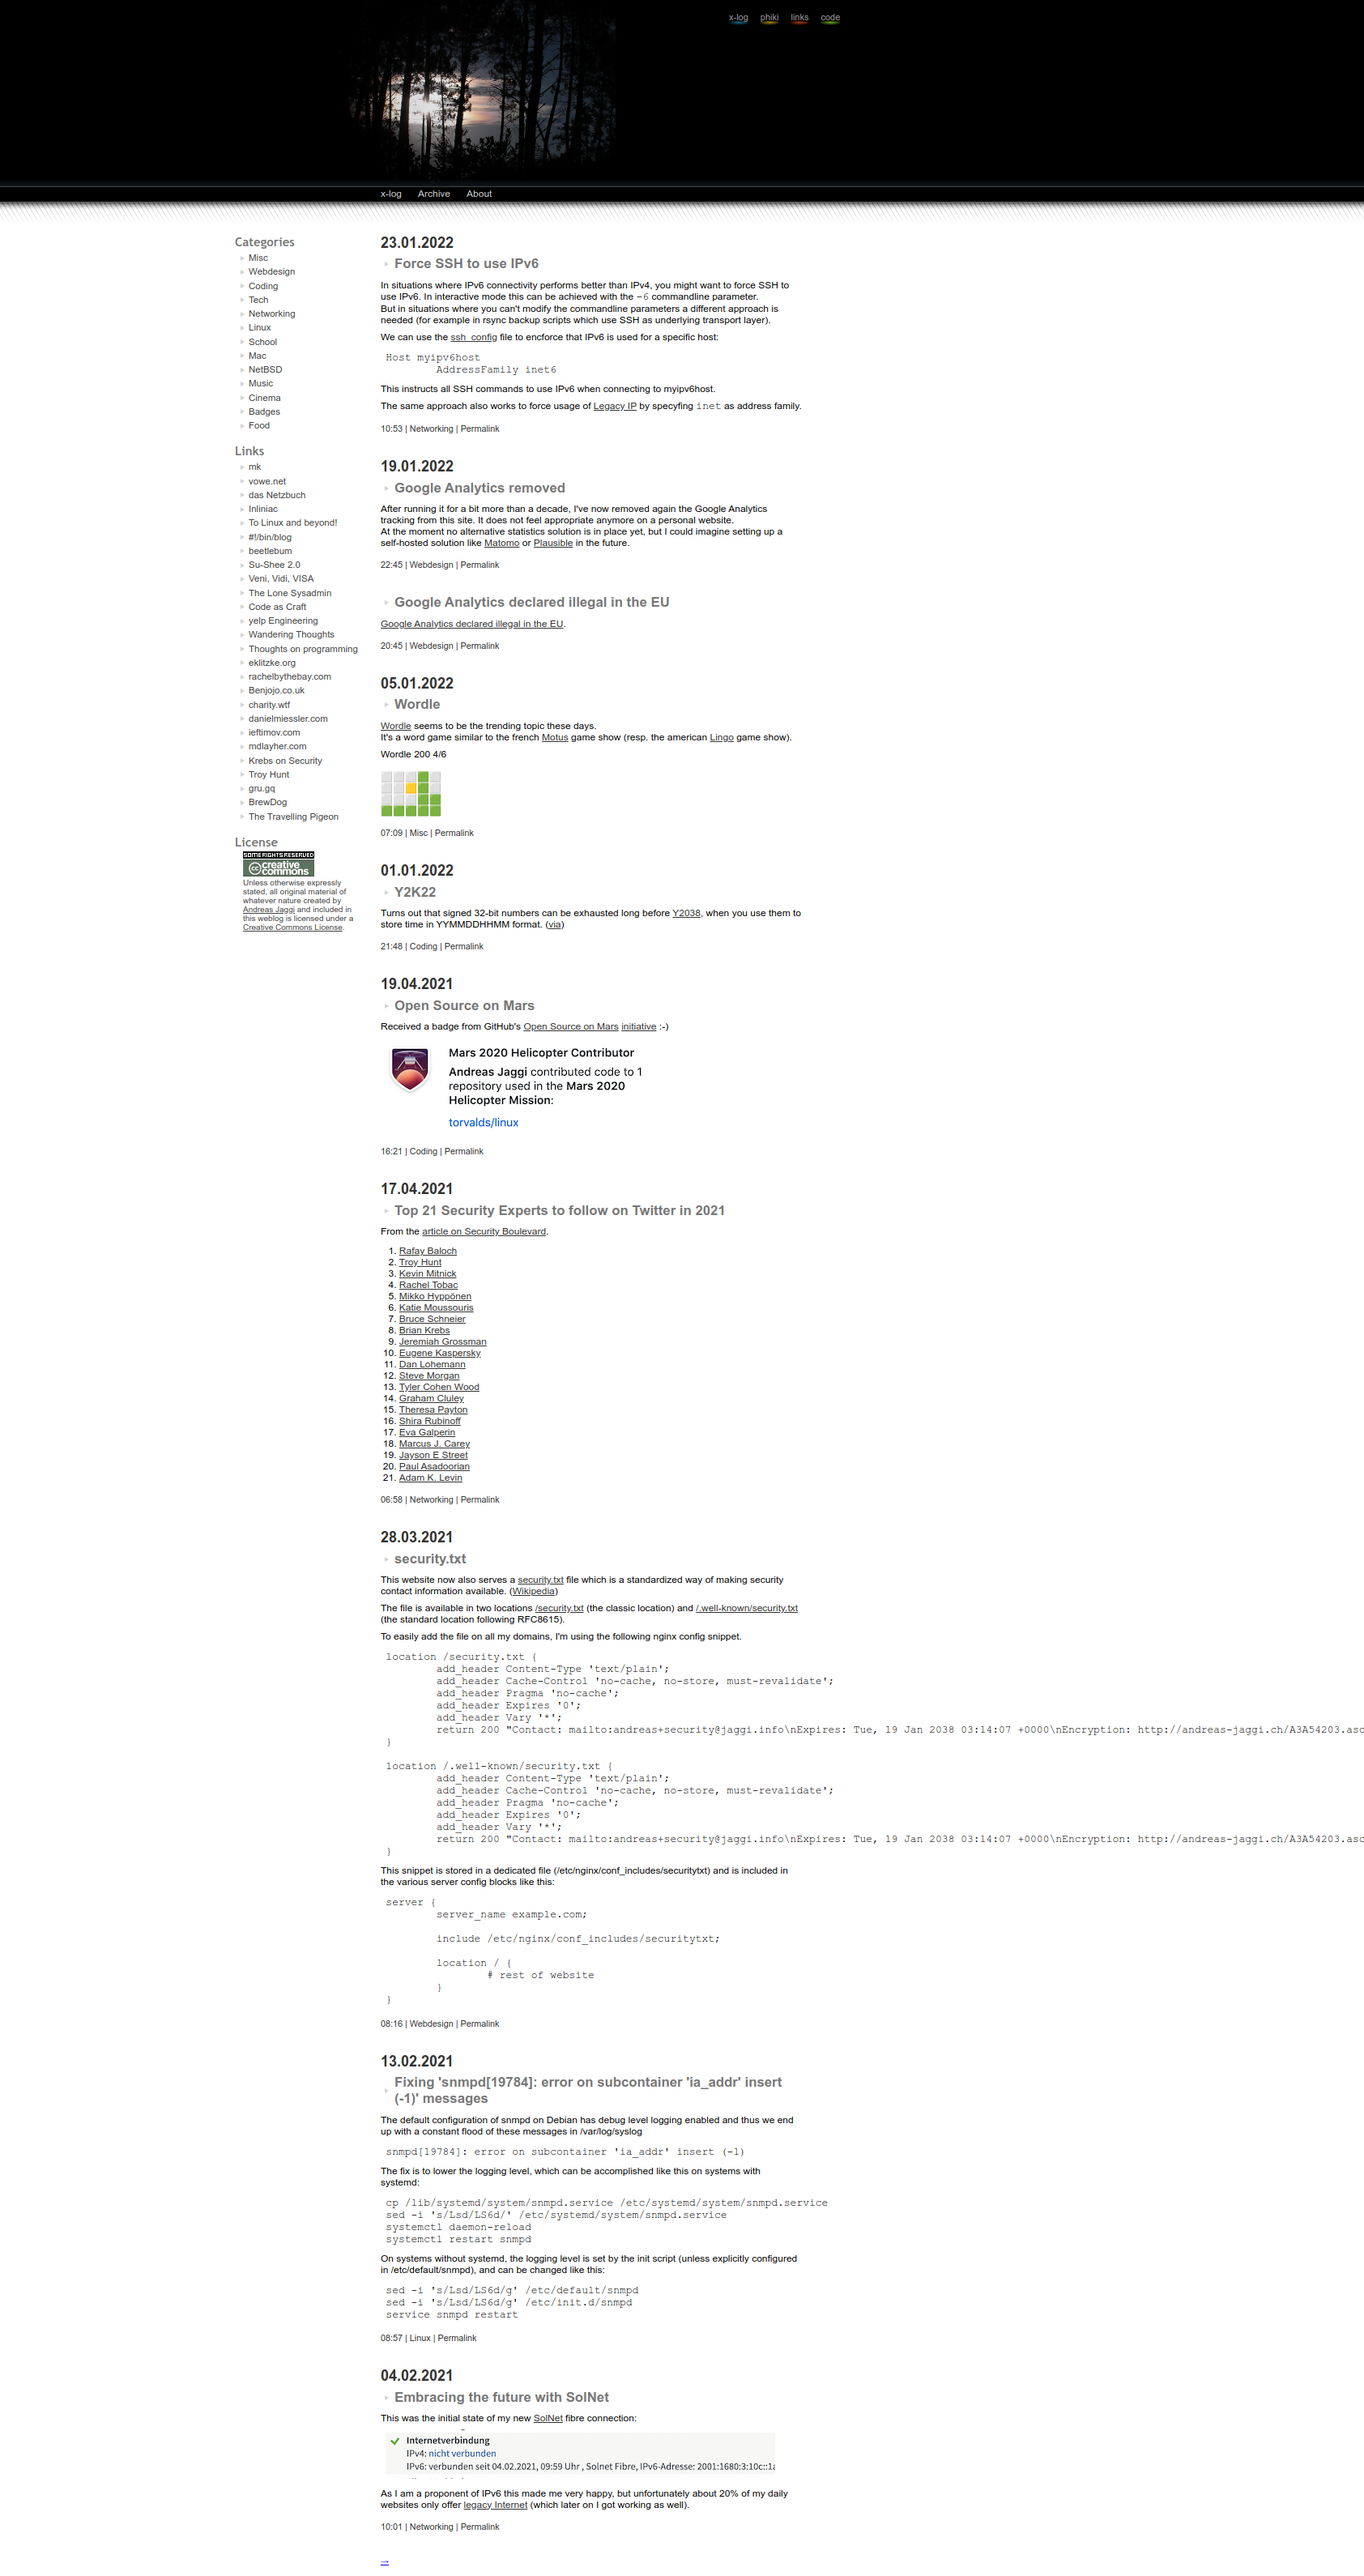 x-log phiki links code
x-log Archive About
Categories
Misc
Webdesign
Coding
Tech
Networking
Linux
School
Mac
NetBSD
Music
Cinema
Badges
Food
Links
mk
vowe.net
das Netzbuch
Inliniac
To Linux and beyond!
#!/bin/blog
beetlebum
Su-Shee 2.0
Veni, Vidi, VISA
The Lone Sysadmin
Code as Craft
yelp Engineering
Wandering Thoughts
Thoughts on programming
eklitzke.org
rachelbythebay.com
Benjojo.co.uk
charity.wtf
danielmiessler.com
ieftimov.com
mdlayher.com
Krebs on Security
Troy Hunt
gru.gq
BrewDog
The Travelling Pigeon
License
SOME RIGHTS RESERVED
cc creative commons
Unless otherwise expressly
stated, all original material of
whatever nature created by
Andreas Jaggi and included in
this weblog is licensed under a
Creative Commons License.
23.01.2022
Force SSH to use IPv6
In situations where IPv6 connectivity performs better than IPv4, you might want to force SSH to
use IPv6. In interactive mode this can be achieved with the -6 commandline parameter.
But in situations where you can't modify the commandline parameters a different approach is
needed (for example in rsync backup scripts which use SSH as underlying transport layer).
We can use the ssh_config file to encforce that IPv6 is used for a specific host:
Host myipv6host
AddressFamily inet6
This instructs all SSH commands to use IPv6 when connecting to myipv6host.
The same approach also works to force usage of Legacy IP by specyfing inet as address family.
10:53 | Networking | Permalink
19.01.2022
Google Analytics removed
After running it for a bit more than a decade, I've now removed again the Google Analytics
tracking from this site. It does not feel appropriate anymore on a personal website.
At the moment no alternative statistics solution is in place yet, but I could imagine setting up a
self-hosted solution like Matomo or Plausible in the future.
22:45 | Webdesign | Permalink
Google Analytics declared illegal in the EU
Google Analytics declared illegal in the EU.
20:45 | Webdesign | Permalink
05.01.2022
Wordle
Wordle seems to be the trending topic these days.
It's a word game similar to the french Motus game show (resp. the american Lingo game show).
Wordle 200 4/6
07:09 | Misc | Permalink
01.01.2022
Y2K22
Turns out that signed 32-bit numbers can be exhausted long before Y2038, when you use them to
store time in YYMMDDHHMM format. (via)
21:48 | Coding | Permalink
19.04.2021
Open Source on Mars
Received a badge from GitHub's Open Source on Mars initiative :-)
Mars 2020 Helicopter Contributor
Andreas Jaggi contributed code to 1
repository used in the Mars 2020
Helicopter Mission:
torvalds/linux
16:21 | Coding | Permalink
17.04.2021
Top 21 Security Experts to follow on Twitter in 2021
From the article on Security Boulevard.
1. Rafay Baloch
2. Troy Hunt
3. Kevin Mitnick
4. Rachel Tobac
5. Mikko Hyppönen
6. Katie Moussouris
7. Bruce Schneier
8. Brian Krebs
9. Jeremiah Grossman
10. Eugene Kaspersky
11. Dan Lohemann
12. Steve Morgan
13. Tyler Cohen Wood
14. Graham Cluley
15. Theresa Payton
16. Shira Rubinoff
17. Eva Galperin
18. Marcus J. Carey
19. Jayson E Street
20. Paul Asadoorian
21. Adam K. Levin
06:58 | Networking | Permalink
28.03.2021
security.txt
This website now also serves a security.txt file which is a standardized way of making security
contact information available. (Wikipedia)
The file is available in two locations /security.txt (the classic location) and /.well-known/security.txt
(the standard location following RFC8615).
To easily add the file on all my domains, I'm using the following nginx config snippet.
location /security.txt {
add_header Content-Type 'text/plain';
add_header Cache-Control 'no-cache, no-store, must-revalidate';
add_header Pragma 'no-cache';
add_header Expires '0';
add_header Vary '*';
return 200 "Contact: mailto:andreas+security@jaggi.info\nExpires: Tue, 19 Jan 2038 03:14:07 +0000\nEncryption: http://andreas-jaggi.ch/A3A54203.asc
}
location /.well-known/security.txt {
add_header Content-Type 'text/plain';
add_header Cache-Control 'no-cache, no-store, must-revalidate';
add_header Pragma 'no-cache';
add_header Expires '0';
add_header Vary '*';
return 200 "Contact: mailto:andreas+security@jaggi.info\nExpires: Tue, 19 Jan 2038 03:14:07 +0000\nEncryption: http://andreas-jaggi.ch/A3A54203.asc
}
This snippet is stored in a dedicated file (/etc/nginx/conf_includes/securitytxt) and is included in
the various server config blocks like this:
server {
server_name example.com;
include /etc/nginx/conf_includes/securitytxt;
location / {
# rest of website
}
}
08:16 | Webdesign | Permalink
13.02.2021
Fixing 'snmpd[19784]: error on subcontainer 'ia_addr' insert
(-1)' messages
The default configuration of snmpd on Debian has debug level logging enabled and thus we end
up with a constant flood of these messages in /var/log/syslog
snmpd[19784]: error on subcontainer 'ia_addr' insert (-1)
The fix is to lower the logging level, which can be accomplished like this on systems with
systemd:
cp /lib/systemd/system/snmpd.service /etc/systemd/system/snmpd.service
sed -i 's/Lsd/LS6d/' /etc/systemd/system/snmpd.service
systemctl daemon-reload
systemctl restart snmpd
On systems without systemd, the logging level is set by the init script (unless explicitly configured
in /etc/default/snmpd), and can be changed like this:
sed -i 's/Lsd/LS6d/g' /etc/default/snmpd
sed -i 's/Lsd/LS6d/g' /etc/init.d/snmpd
service snmpd restart
08:57 | Linux | Permalink
04.02.2021
Embracing the future with SolNet
This was the initial state of my new SolNet fibre connection:
Internetverbindung
IPv4: nicht verbunden
IPv6: verbunden seit 04.02.2021, 09:59 Uhr , Solnet Fibre, IPv6-Adresse: 2001:1680:3:10c::1a
As I am a proponent of IPv6 this made me very happy, but unfortunately about 20% of my daily
websites only offer legacy Internet (which later on I got working as well).
10:01 | Networking | Permalink
→